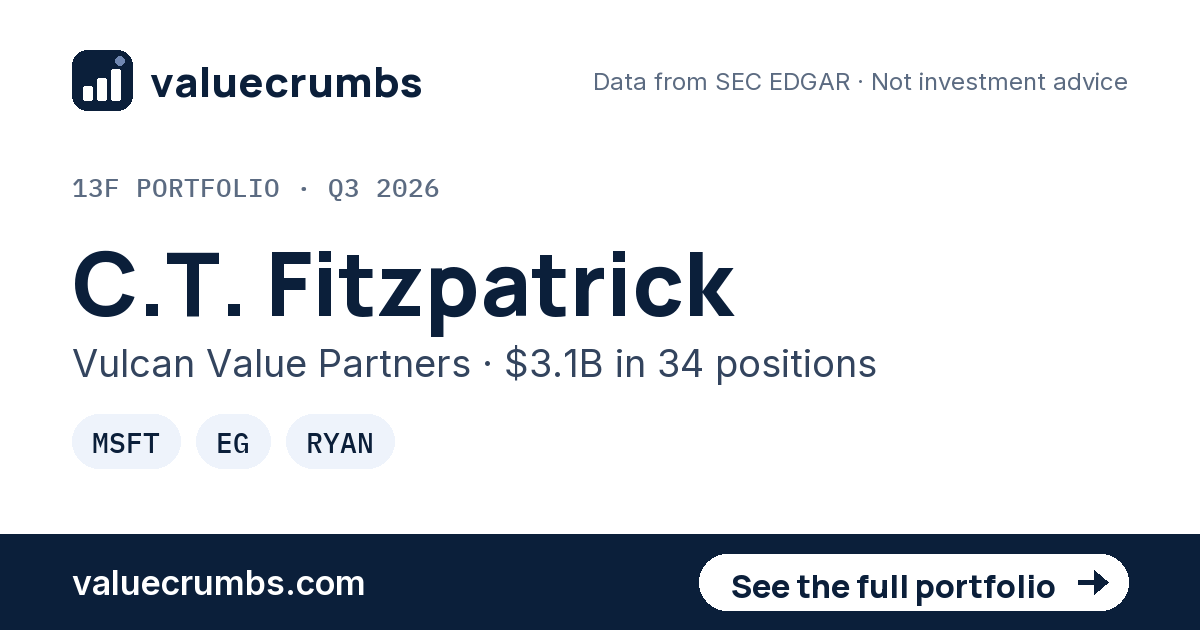 valuecrumbs
Data from SEC EDGAR · Not investment advice
13F PORTFOLIO · Q3 2026
C.T. Fitzpatrick
Vulcan Value Partners · $3.1B in 34 positions
MSFT EG RYAN
valuecrumbs.com
See the full portfolio →